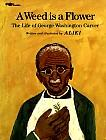 A Weed is a Flower
The Life of George Washington Carver
Written and illustrated by ALIKI